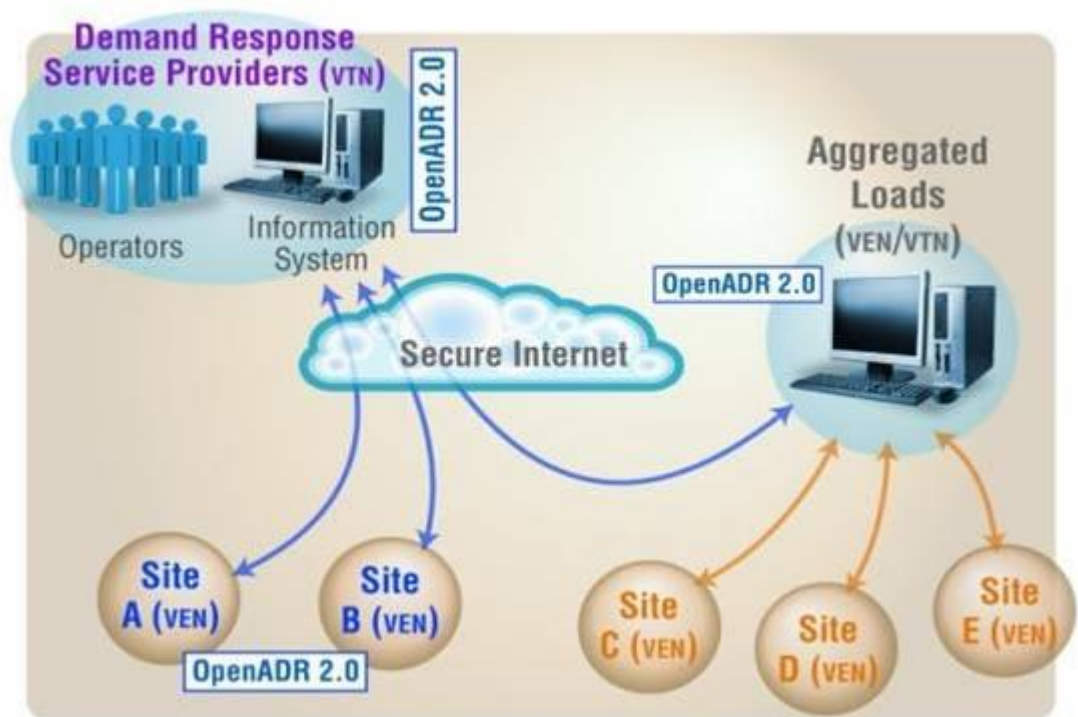 Demand Response
Service Providers (VTN)
OpenADR 2.0
Operators
Information
System
Aggregated
Loads
(VEN/VTN)
OpenADR 2.0
Secure Internet
Site
A (VEN)
Site
B (VEN)
OpenADR 2.0
Site
C (VEN)
Site
D (VEN)
Site
E (VEN)